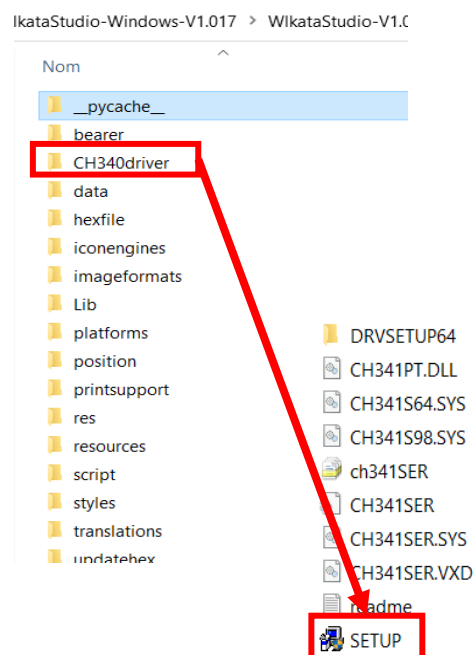 lkataStudio-Windows-V1.017 > WlkataStudio-V1.0
Nom
__pycache__
bearer
CH340driver
data
hexfile
iconengines
imageformats
Lib
platforms
position
printsupport
res
resources
script
styles
translations
updatehex
DRVSETUP64
CH341PT.DLL
CH341S64.SYS
CH341S98.SYS
ch341SER
CH341SER
CH341SER.SYS
CH341SER.VXD
readme
SETUP